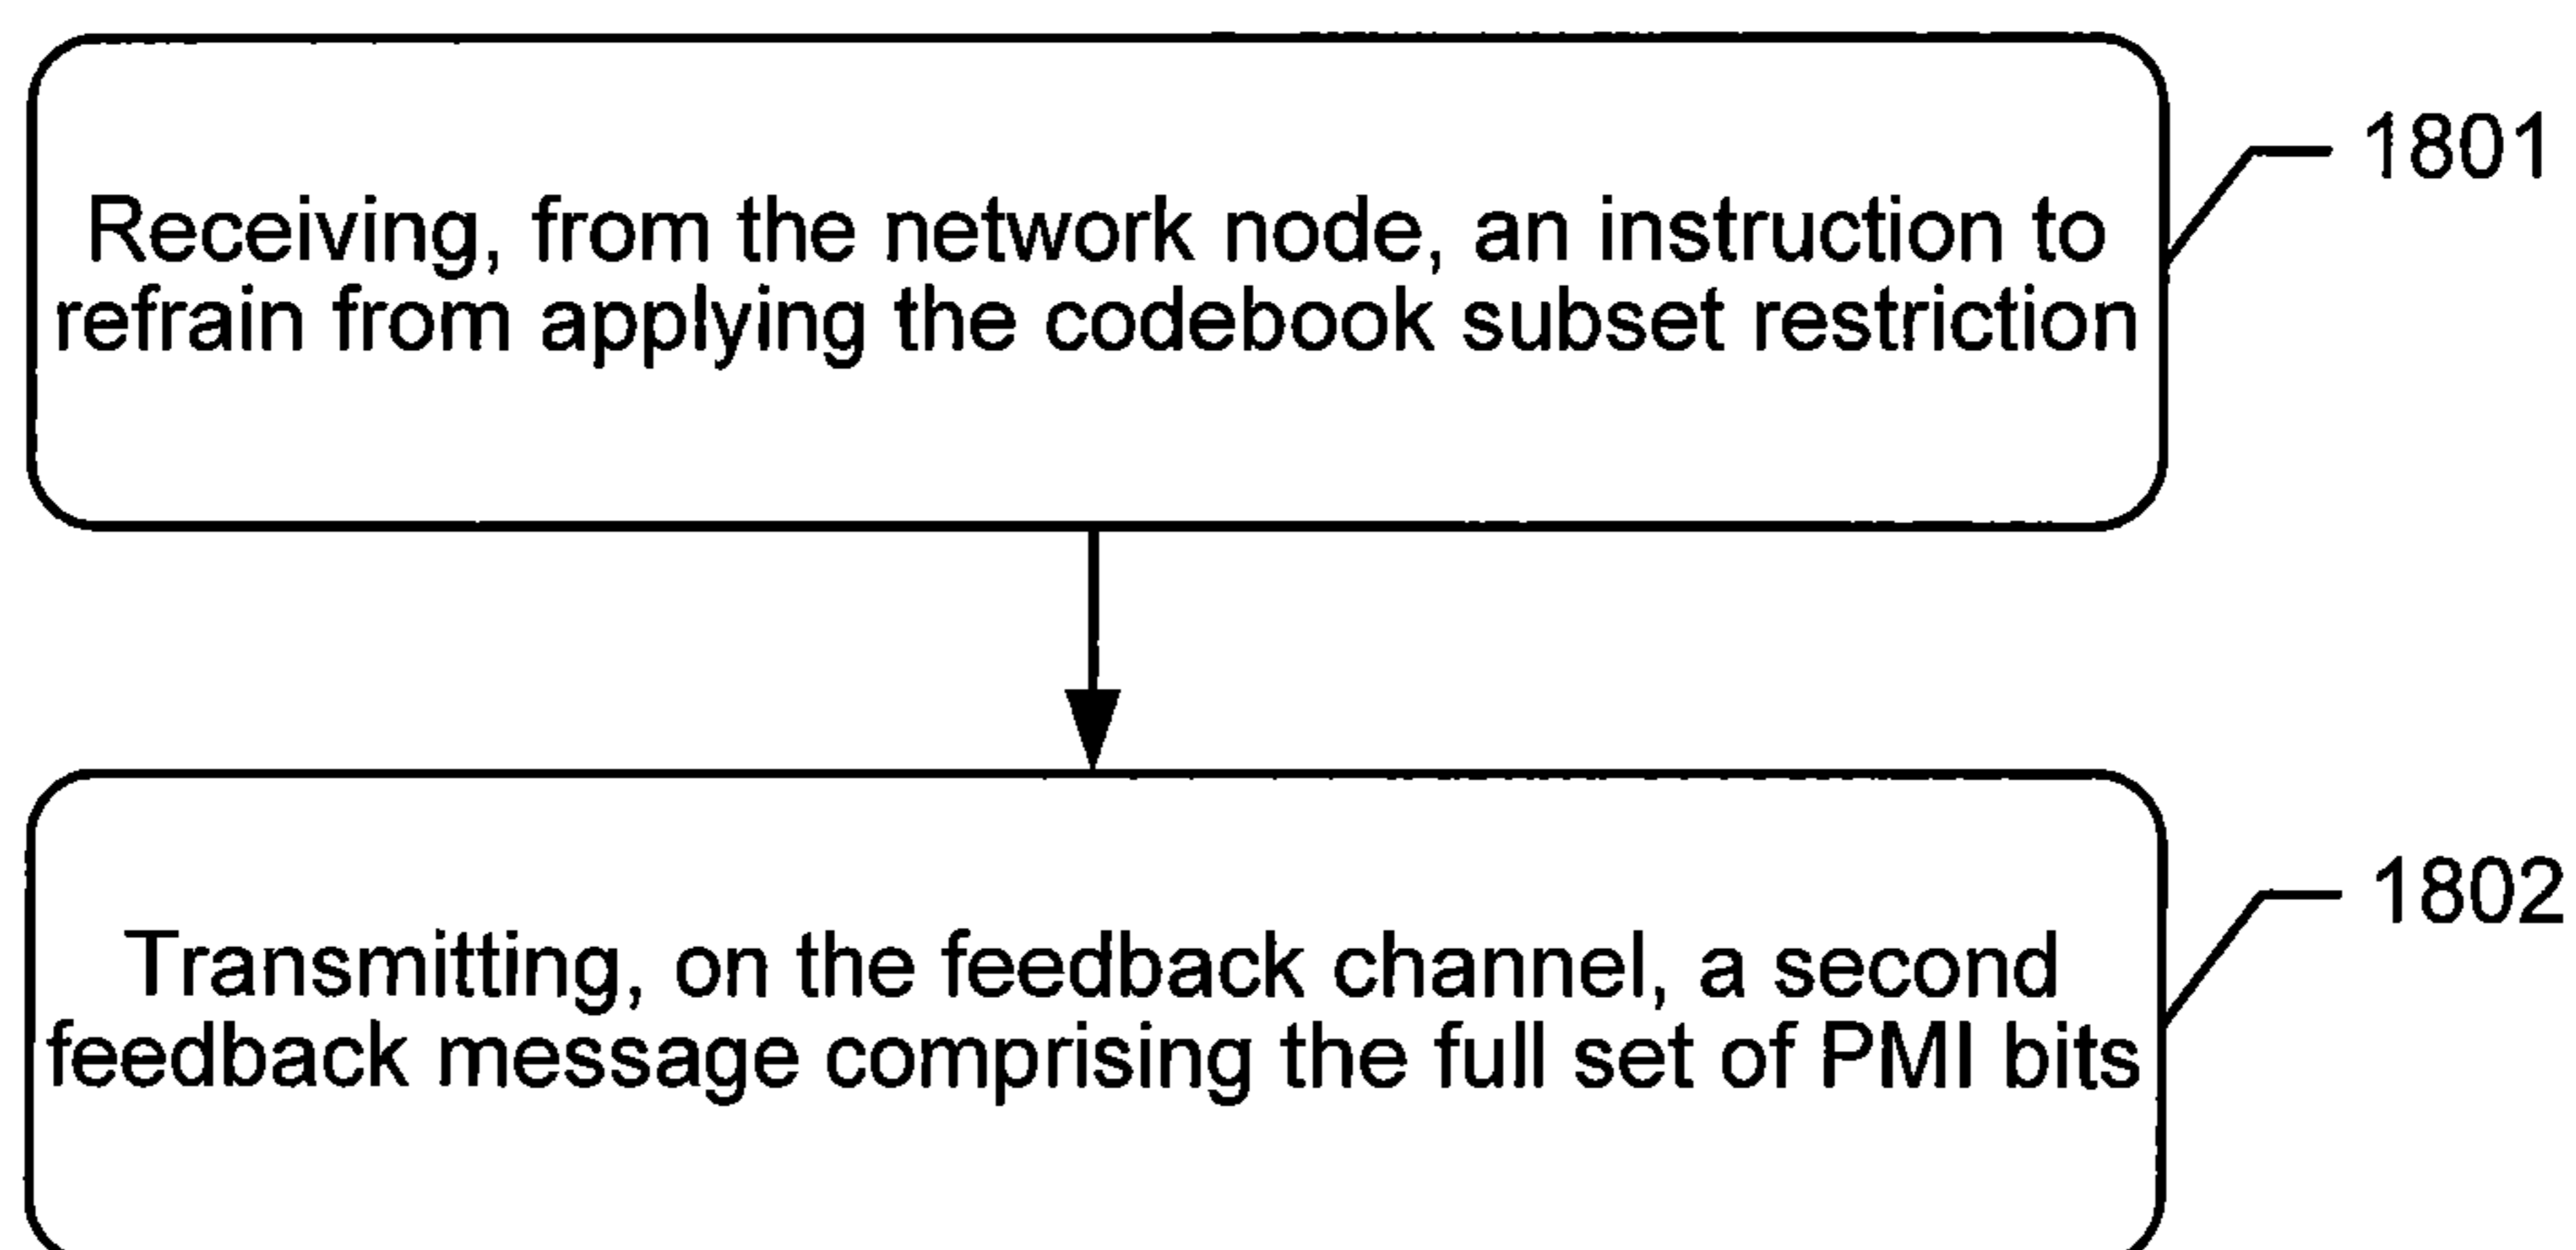 Receiving, from the network node, an instruction to
refrain from applying the codebook subset restriction
1801
Transmitting, on the feedback channel, a second
feedback message comprising the full set of PMI bits
1802